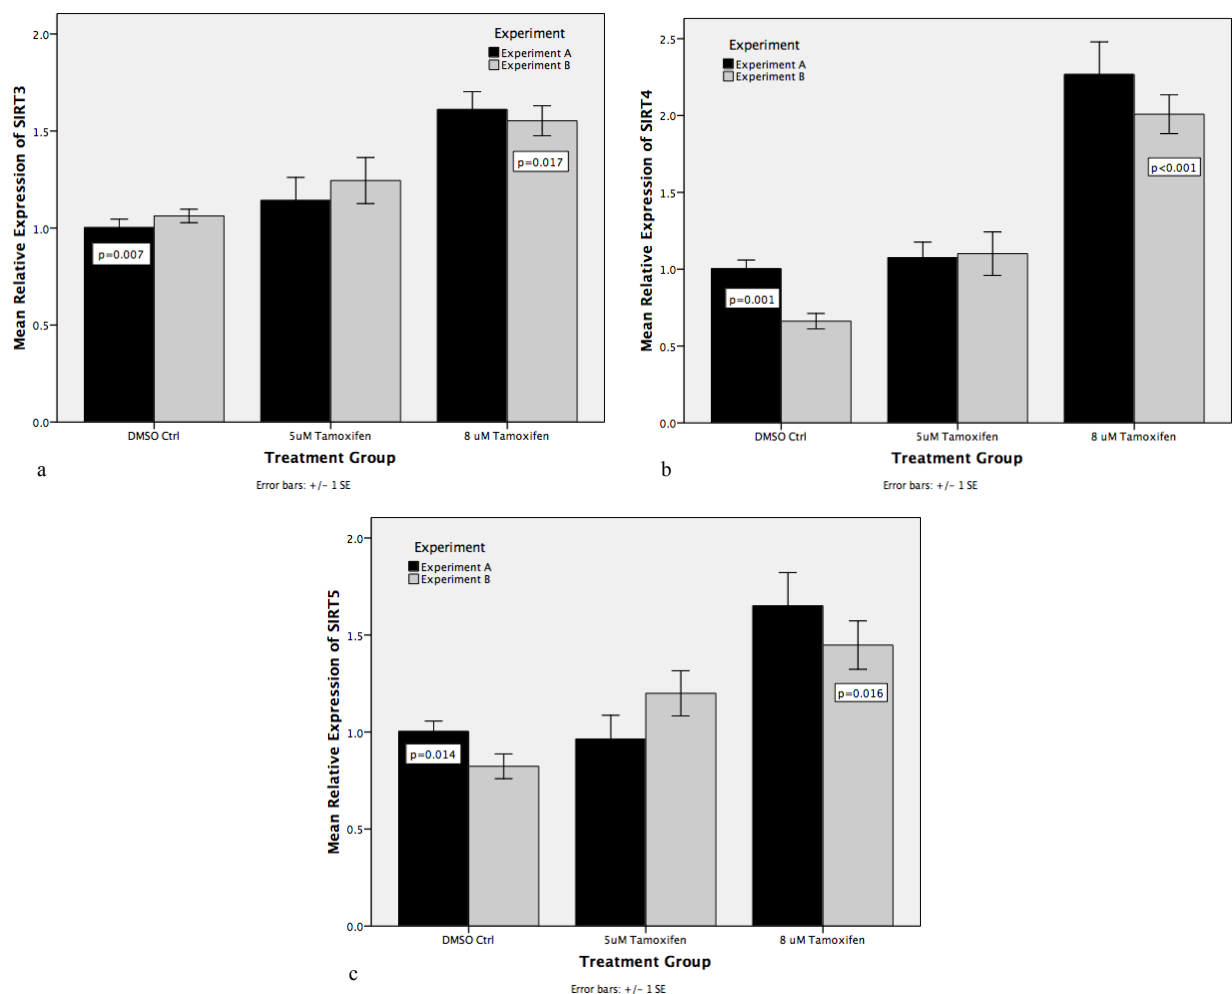 Mean Relative Expression of SIRT3
2.0
1.5
1.0
0.5
0.0
Experiment
Experiment A
Experiment B
p=0.007
p=0.017
DMSO Ctrl
5uM Tamoxifen
8 uM Tamoxifen
Treatment Group
a
Error bars: +/- 1 SE
Mean Relative Expression of SIRT4
2.5
2.0
1.5
1.0
0.5
0.0
Experiment
Experiment A
Experiment B
p=0.001
p<0.001
DMSO Ctrl
5uM Tamoxifen
8 uM Tamoxifen
Treatment Group
b
Error bars: +/- 1 SE
Mean Relative Expression of SIRT5
2.0
1.5
1.0
0.5
0.0
Experiment
Experiment A
Experiment B
p=0.014
p=0.016
DMSO Ctrl
5uM Tamoxifen
8 uM Tamoxifen
Treatment Group
c
Error bars: +/- 1 SE